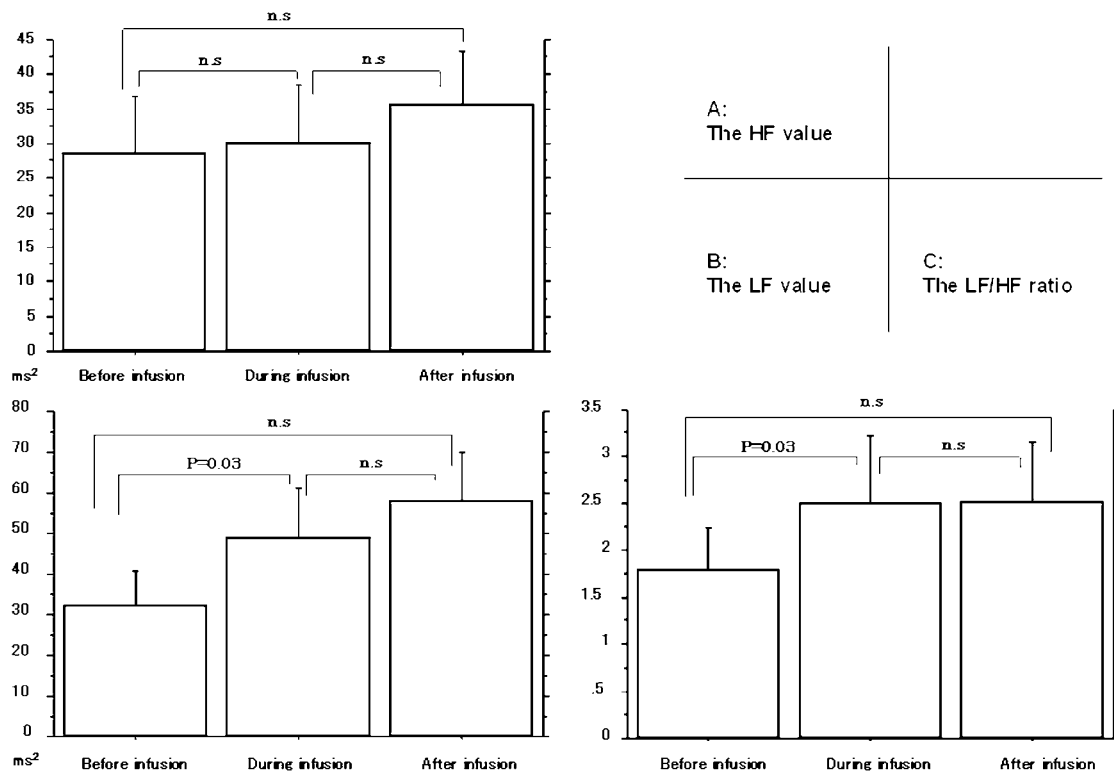 n.s
n.s
n.s
45
40
35
30
25
20
15
10
5
0
ms²
Before infusion
During infusion
After infusion
A:
The HF value
B:
The LF value
C:
The LF/HF ratio
n.s
P=0.03
n.s
80
70
60
50
40
30
20
10
0
ms²
Before infusion
During infusion
After infusion
n.s
P=0.03
n.s
3.5
3
2.5
2
1.5
1
.5
0
Before infusion
During infusion
After infusion